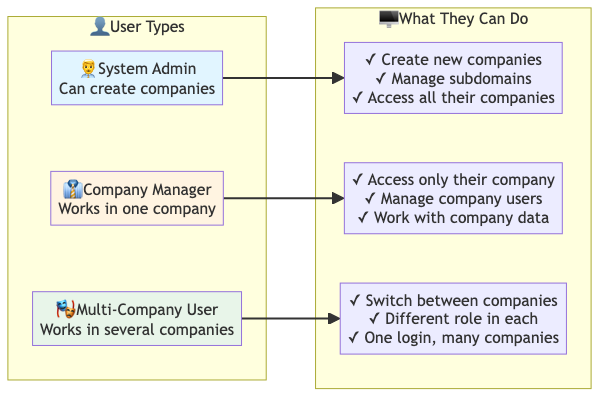 User Types
System Admin
Can create companies
Company Manager
Works in one company
Multi-Company User
Works in several companies
What They Can Do
✓ Create new companies
✓ Manage subdomains
✓ Access all their companies
✓ Access only their company
✓ Manage company users
✓ Work with company data
✓ Switch between companies
✓ Different role in each
✓ One login, many companies